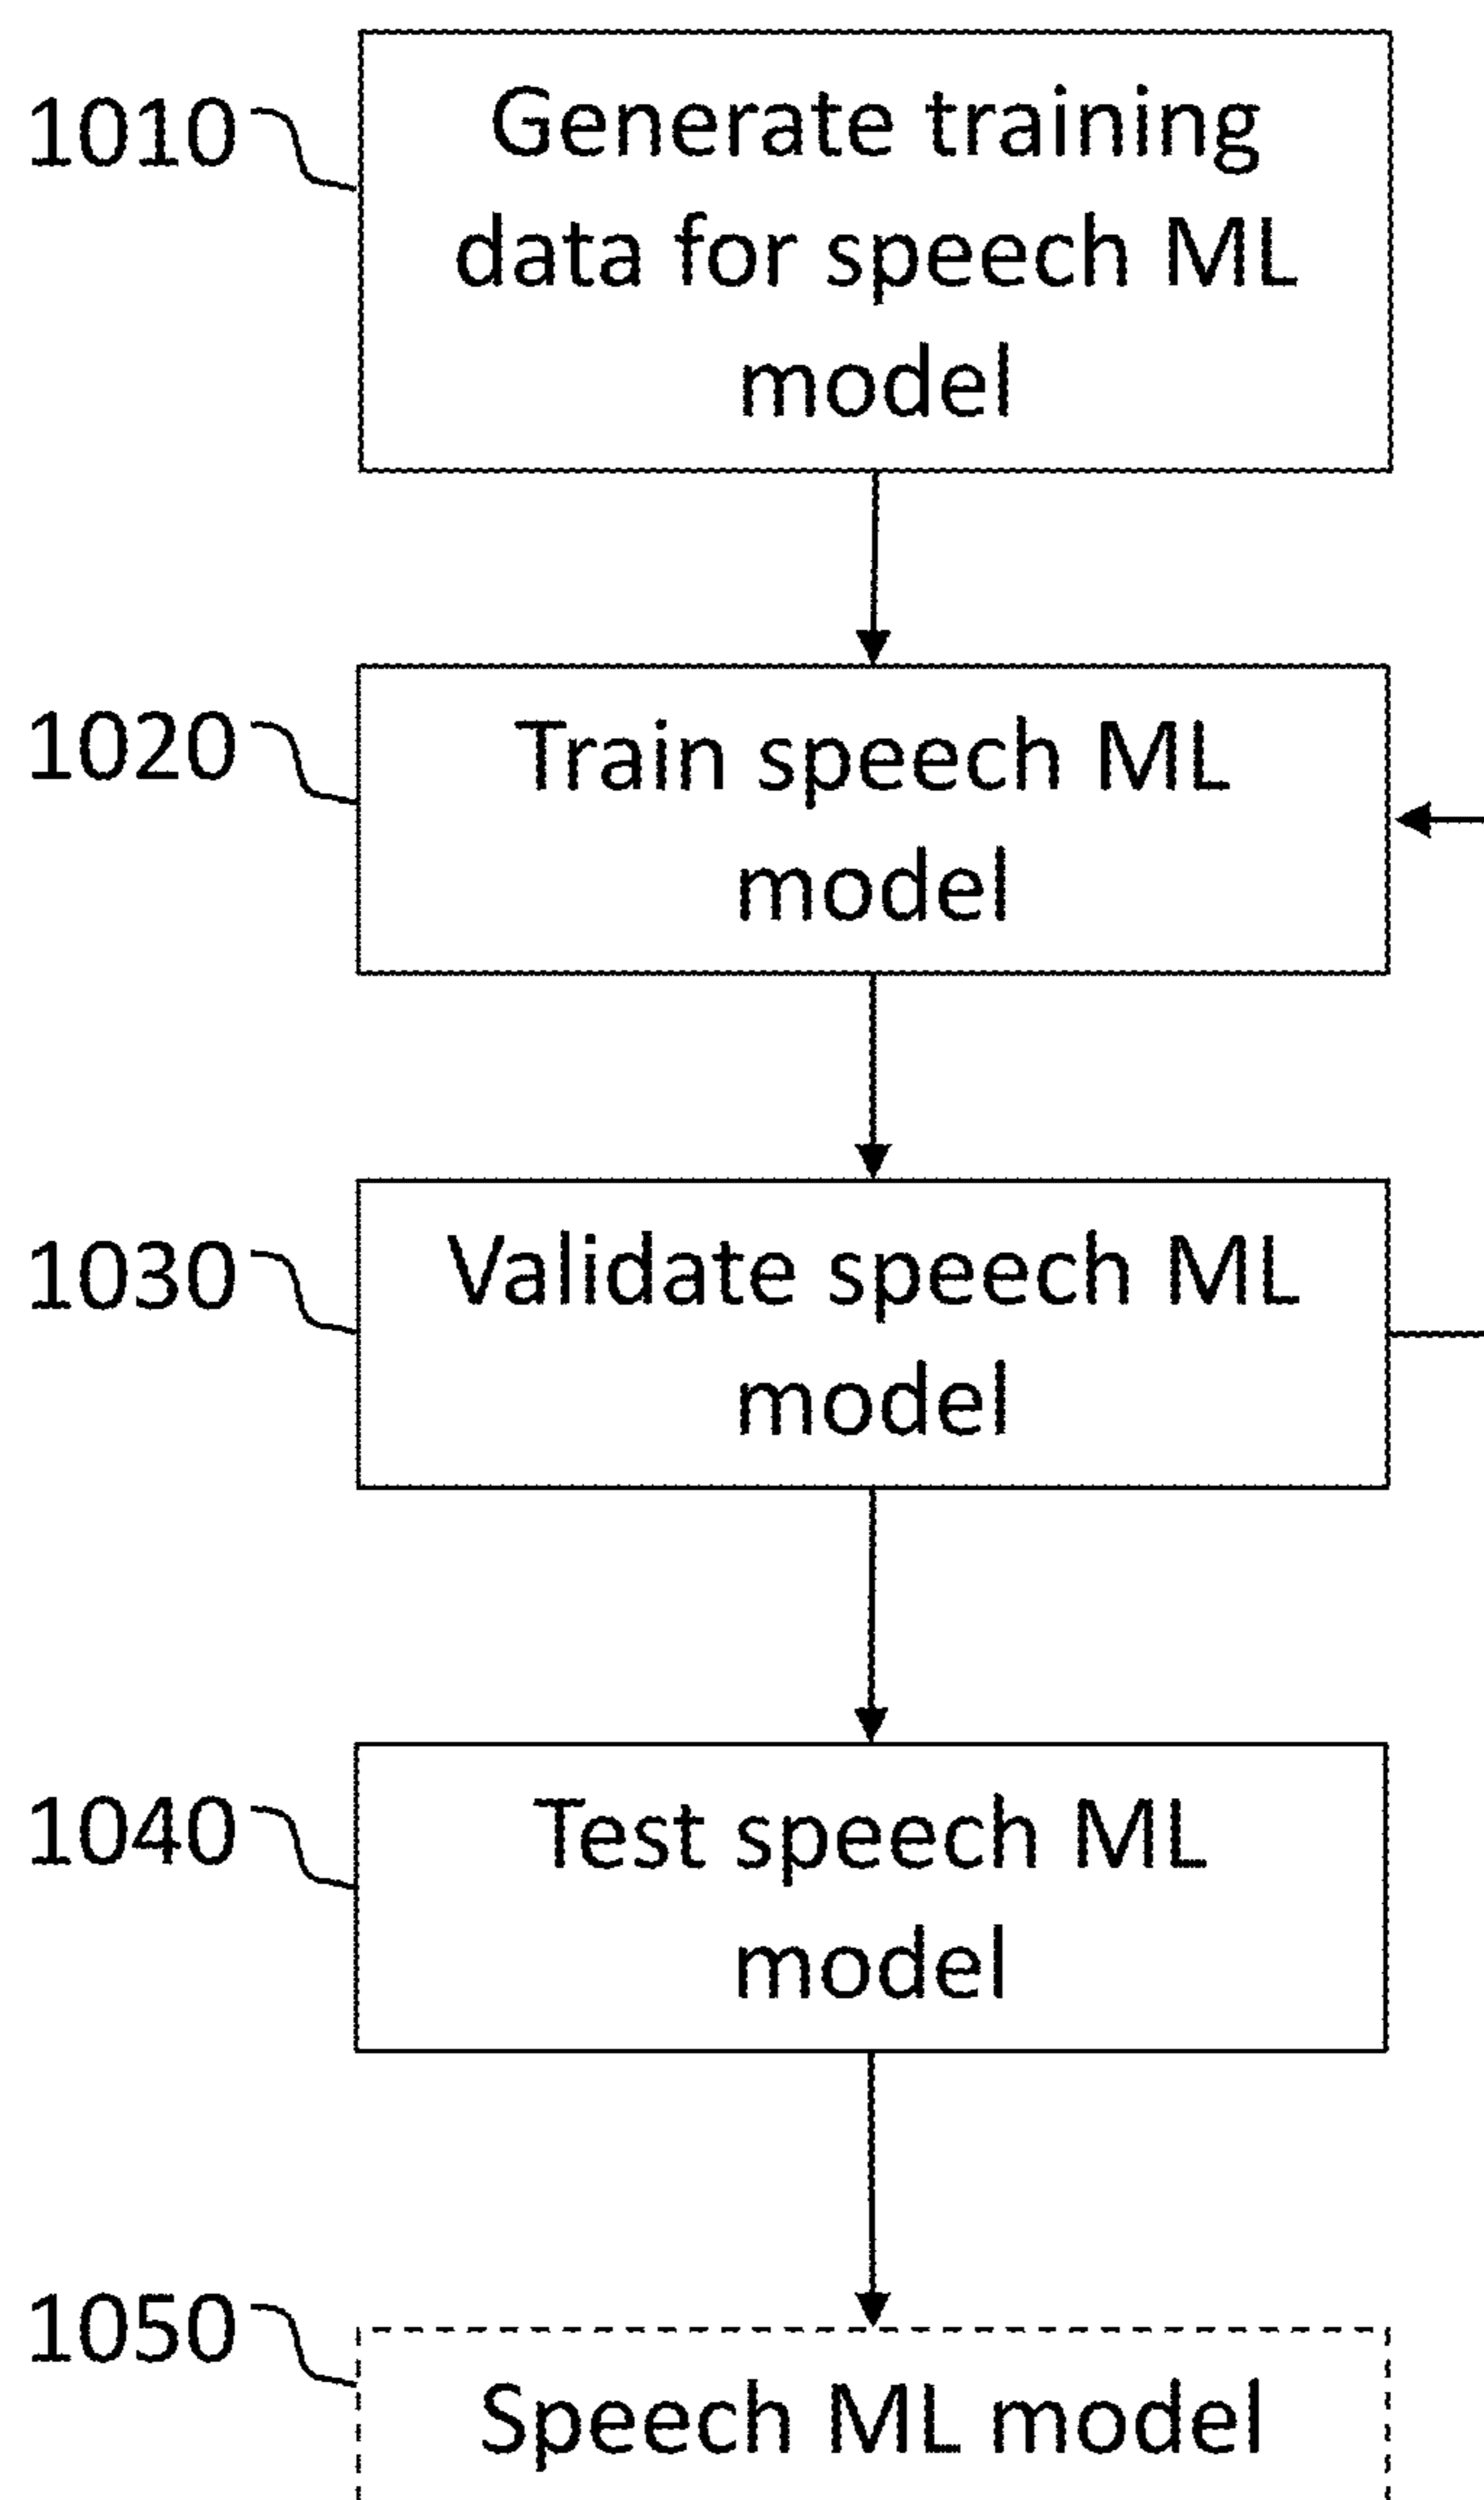 1010
Generate training
data for speech ML
model
1020
Train speech ML
model
1030
Validate speech ML
model
1040
Test speech ML
model
1050
Speech ML model